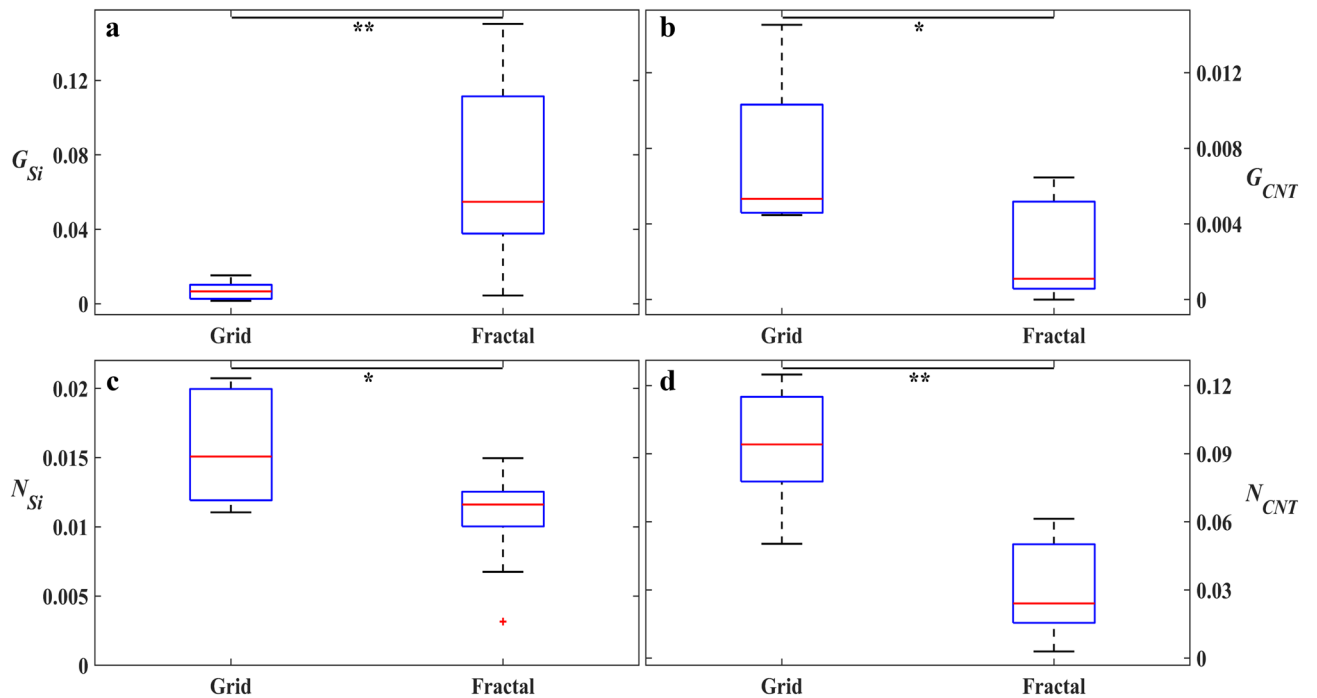 a
**
0.12
0.08
0.04
0
G_Si
Grid
Fractal
b
*
0.012
0.008
0.004
0
G_CNT
Grid
Fractal
c
*
0.02
0.015
0.01
0.005
0
N_Si
Grid
Fractal
d
**
0.12
0.09
0.06
0.03
0
N_CNT
Grid
Fractal